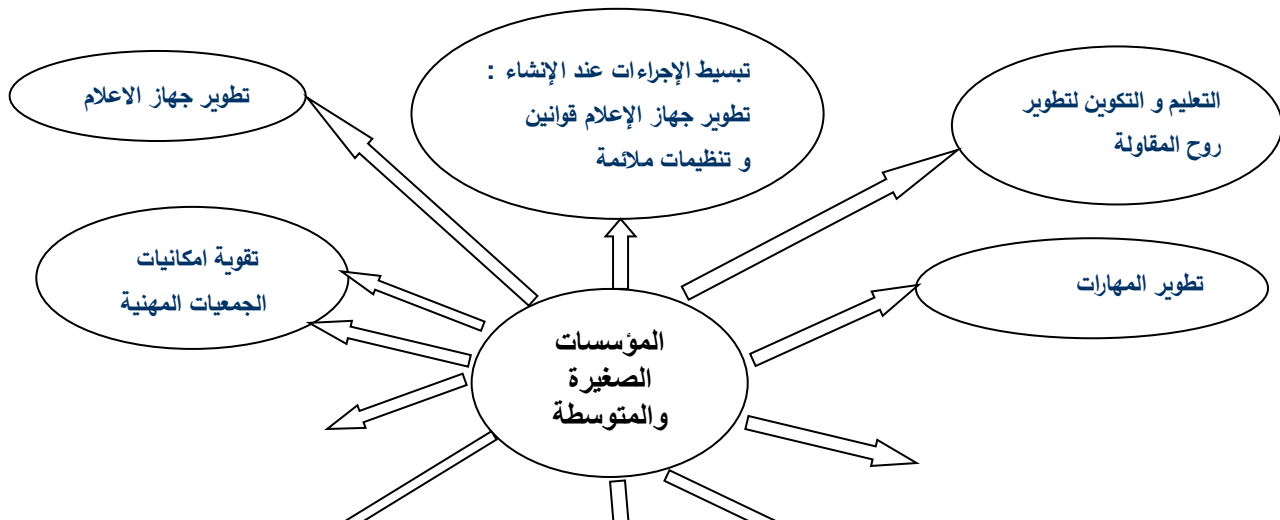 تبسيط الإجراءات عند الإنشاء :
تطوير جهاز الإعلام قوانين
و تنظيمات ملائمة
التعليم و التكوين لتطوير
روح المقاولة
تطوير جهاز الاعلام
تقوية امكانيات
الجمعيات المهنية
تطوير المهارات
المؤسسات
الصغيرة
والمتوسطة